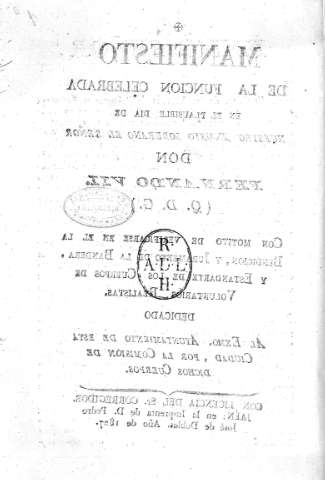 MANIFIESTO
DE LA FUNCION CELEBRADA
EN EL PLAUSIBLE DIA DE
NUESTRO AMADO SOBERANO EL SEÑOR
DON
FERNANDO VII.
(Q. D. G.)
CON MOTIVO DE VERIFICARSE EN EL LA
BENDICION, Y JURAMENTO DE LA BANDERA,
Y ESTANDARTE DE LOS CUERPOS DE
VOLUNTARIOS REALISTAS.
R.
A. L. L.
H.
DEDICADO
AL EXMO. AYUNTAMIENTO DE ESTA
CIUDAD, POR LA COMISION DE
DICHOS CUERPOS.
CON LICENCIA DEL SR. CORREGIDOR.
JAEN: en la Imprenta de D. Pedro
José de Doblas. Año de 1827.